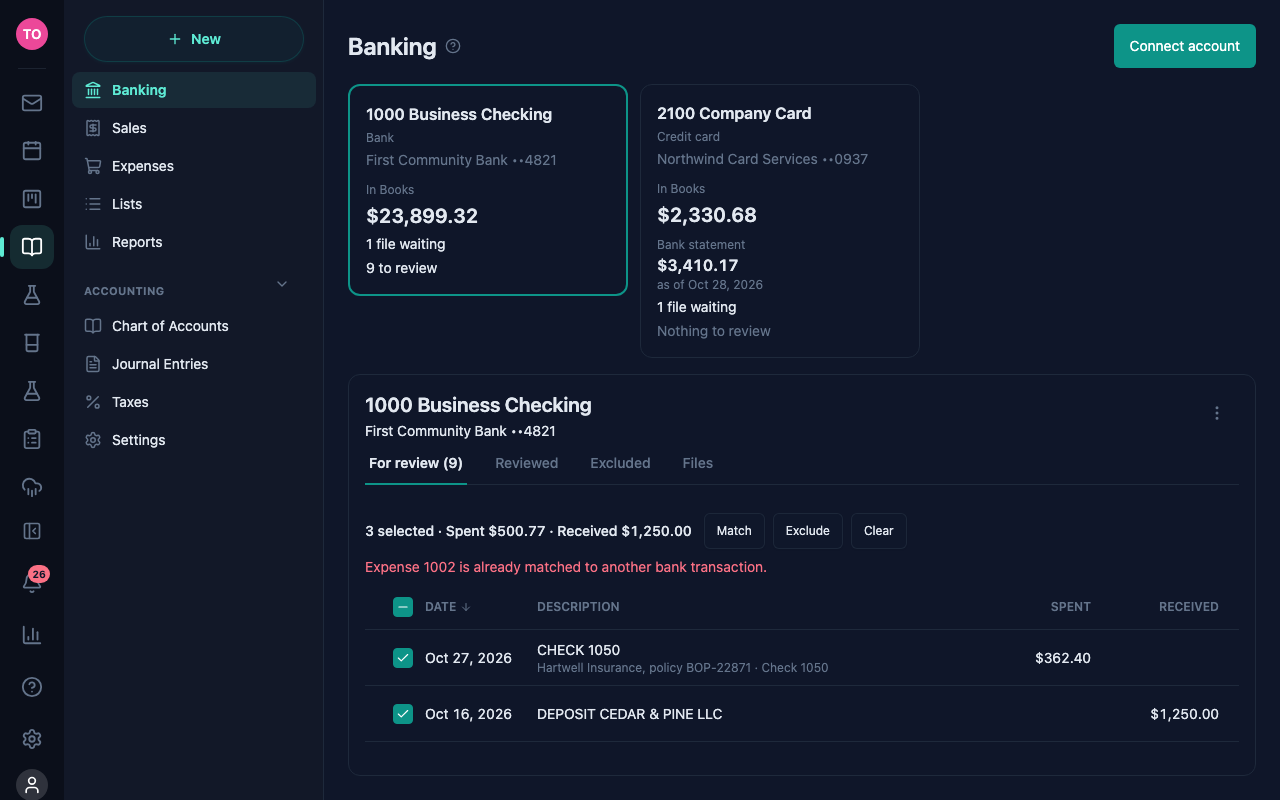 TO
New
Banking
Sales
Expenses
Lists
Reports
ACCOUNTING
Chart of Accounts
Journal Entries
Taxes
Settings
26
Banking
Connect account
1000 Business Checking
Bank
First Community Bank ••4821
In Books
$23,899.32
1 file waiting
9 to review
2100 Company Card
Credit card
Northwind Card Services ••0937
In Books
$2,330.68
Bank statement
$3,410.17
as of Oct 28, 2026
1 file waiting
Nothing to review
1000 Business Checking
First Community Bank ••4821
For review (9) Reviewed Excluded Files
3 selected · Spent $500.77 · Received $1,250.00 Match Exclude Clear
Expense 1002 is already matched to another bank transaction.
DATE ↓ DESCRIPTION SPENT RECEIVED
Oct 27, 2026 CHECK 1050 $362.40
Hartwell Insurance, policy BOP-22871 · Check 1050
Oct 16, 2026 DEPOSIT CEDAR & PINE LLC $1,250.00